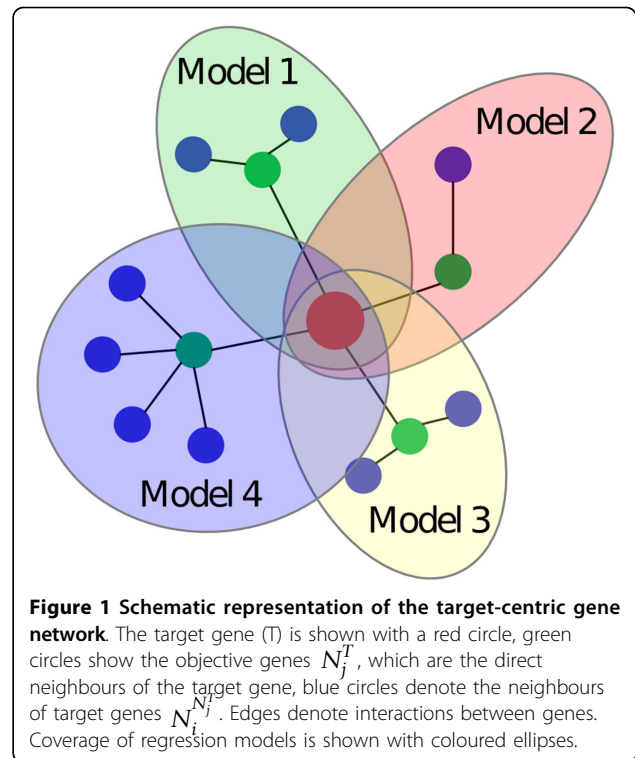 Model 1
Model 2
Model 4
Model 3
Figure 1 Schematic representation of the target-centric gene
network. The target gene (T) is shown with a red circle, green
circles show the objective genes N_j^T, which are the direct
neighbours of the target gene, blue circles denote the neighbours
of target genes N_i^{N_j^T}. Edges denote interactions between genes.
Coverage of regression models is shown with coloured ellipses.